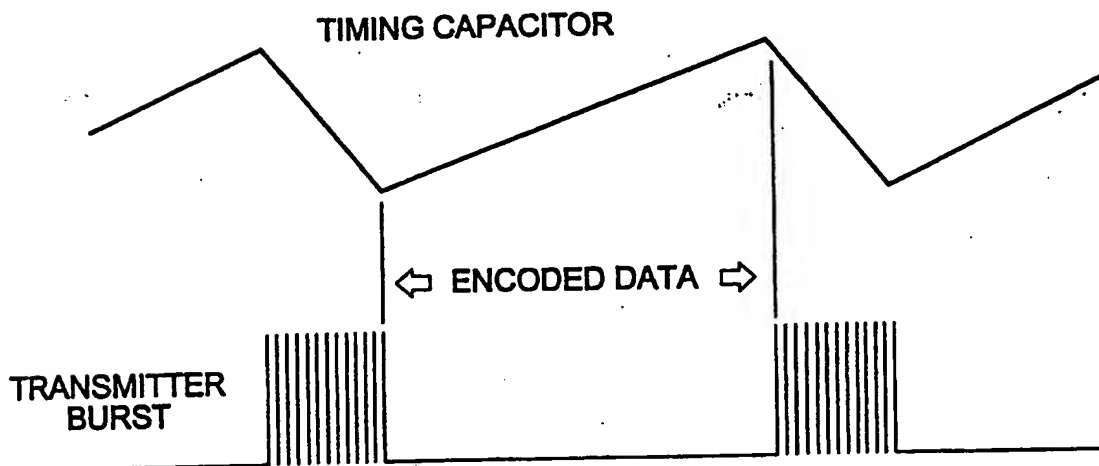 TIMING CAPACITOR
ENCODED DATA
TRANSMITTER
BURST